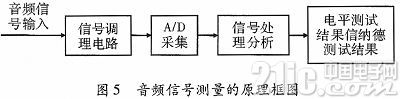 音频信
号输入
信号调
理电路
A/D
采集
信号处
理分析
电平测试
结果信纳德
测试结果
图5 音频信号测量的原理框图